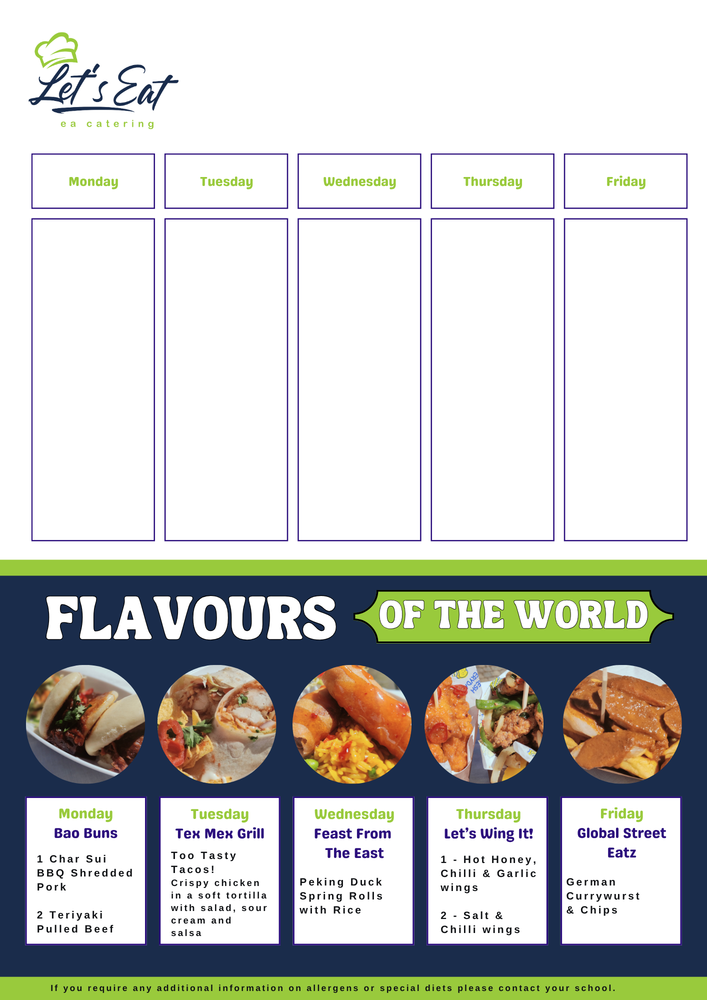 Let's Eat
ea catering
Monday
Tuesday
Wednesday
Thursday
Friday
FLAVOURS
OF THE WORLD
Monday
Bao Buns
1 Char Sui
BBQ Shredded
Pork
2 Teriyaki
Pulled Beef
Tuesday
Tex Mex Grill
Too Tasty
Tacos!
Crispy chicken
in a soft tortilla
with salad, sour
cream and
salsa
Wednesday
Feast From
The East
Peking Duck
Spring Rolls
with Rice
Thursday
Let’s Wing It!
1 - Hot Honey,
Chilli & Garlic
wings
2 - Salt &
Chilli wings
Friday
Global Street
Eatz
German
Currywurst
& Chips
If you require any additional information on allergens or special diets please contact your school.